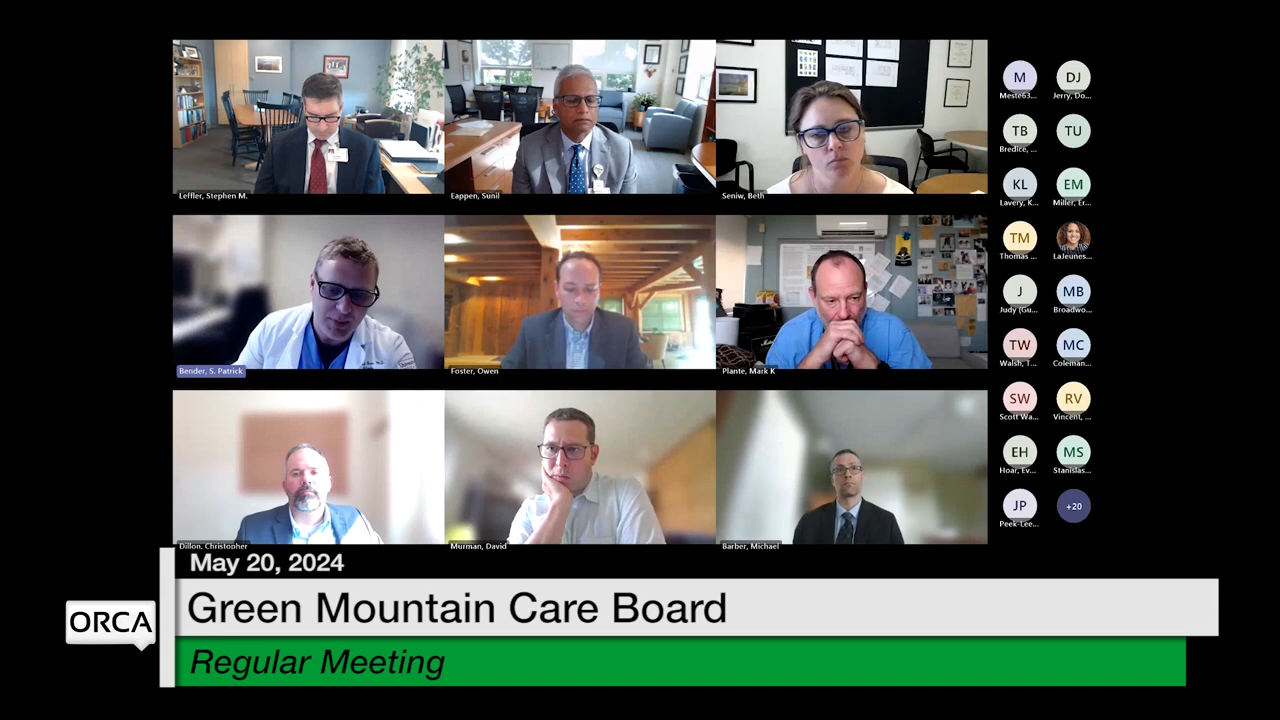 Leffler, Stephen M.
Eappen, Sunil
Seniw, Beth
Bender, S. Patrick
Foster, Owen
Plante, Mark K
Dillon, Christopher
Murman, David
Barber, Michael
M
Meste63...
DJ
Jerry, Do...
TB
Bredice, ...
TU
KL
Lavery, K...
EM
Miller, Er...
TM
Thomas ...
LaJeunes...
J
Judy (Gu...
MB
Broadwo...
TW
Walsh, T...
MC
Coleman...
SW
Scott Wa...
RV
Vincent, ...
EH
Hoar, Ev...
MS
Stanislas...
JP
Peek-Lee...
+20
May 20, 2024
ORCA
Green Mountain Care Board
Regular Meeting